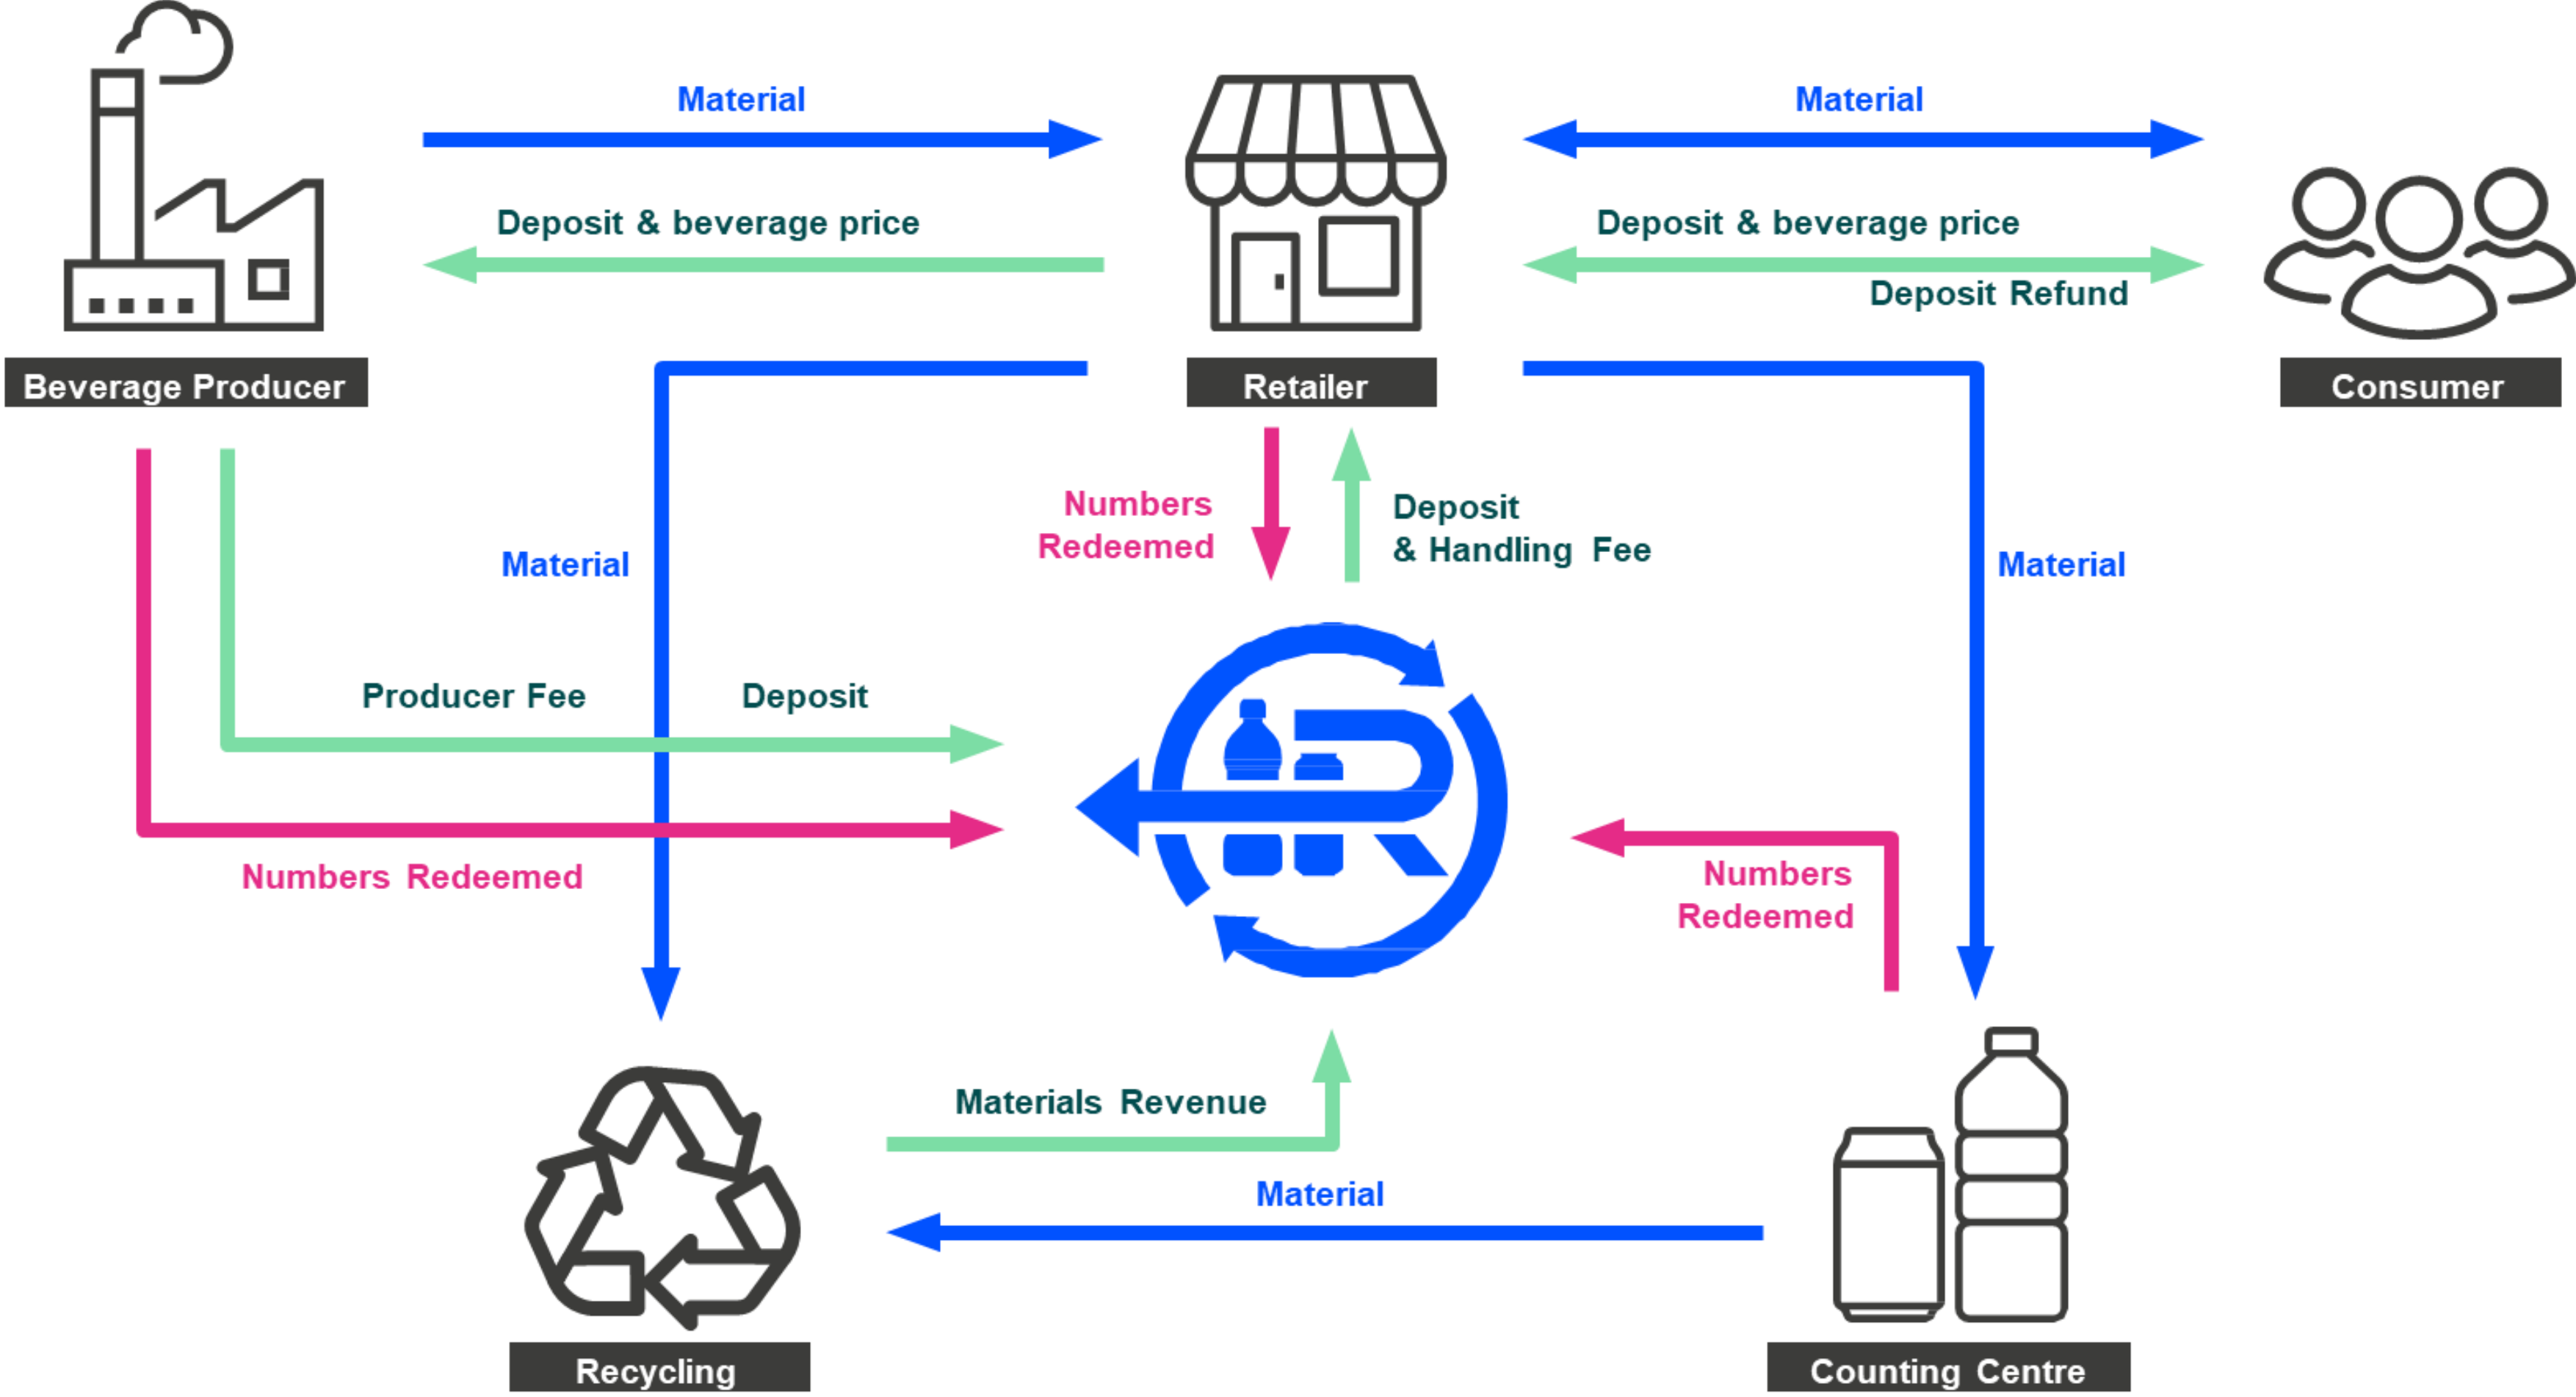 Material
Material
Deposit & beverage price
Deposit & beverage price
Deposit Refund
Beverage Producer
Retailer
Consumer
Numbers
Redeemed
Deposit
& Handling Fee
Material
Material
Producer Fee
Deposit
Numbers Redeemed
Numbers
Redeemed
Materials Revenue
Material
Recycling
Counting Centre